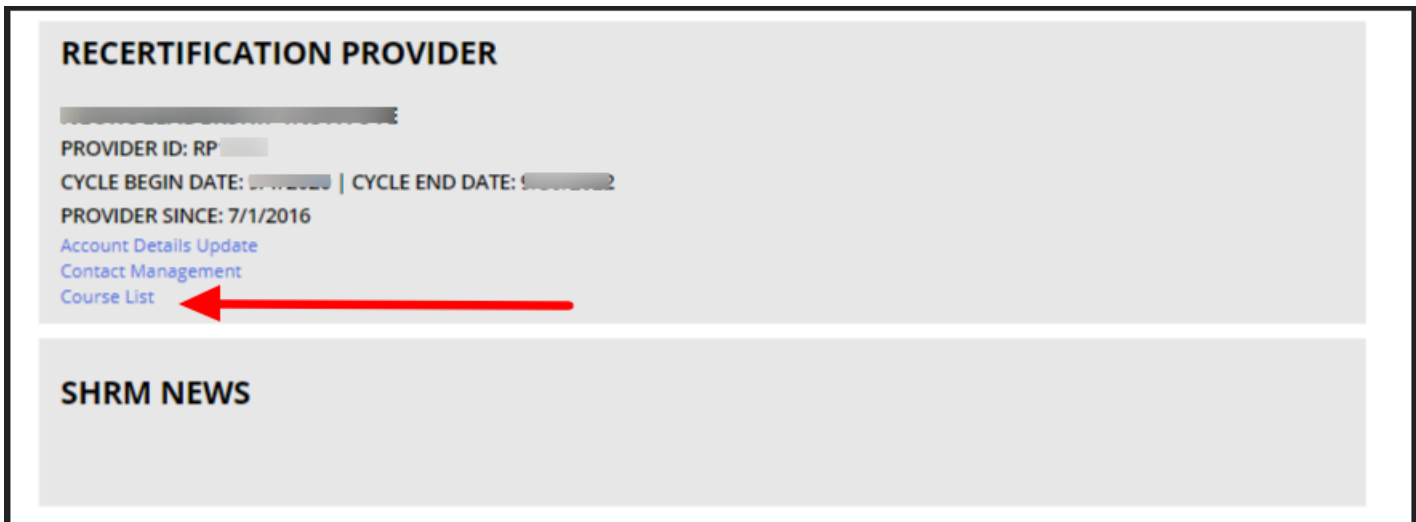 RECERTIFICATION PROVIDER
PROVIDER ID: RP
CYCLE BEGIN DATE: | CYCLE END DATE:
PROVIDER SINCE: 7/1/2016
Account Details Update
Contact Management
Course List
SHRM NEWS